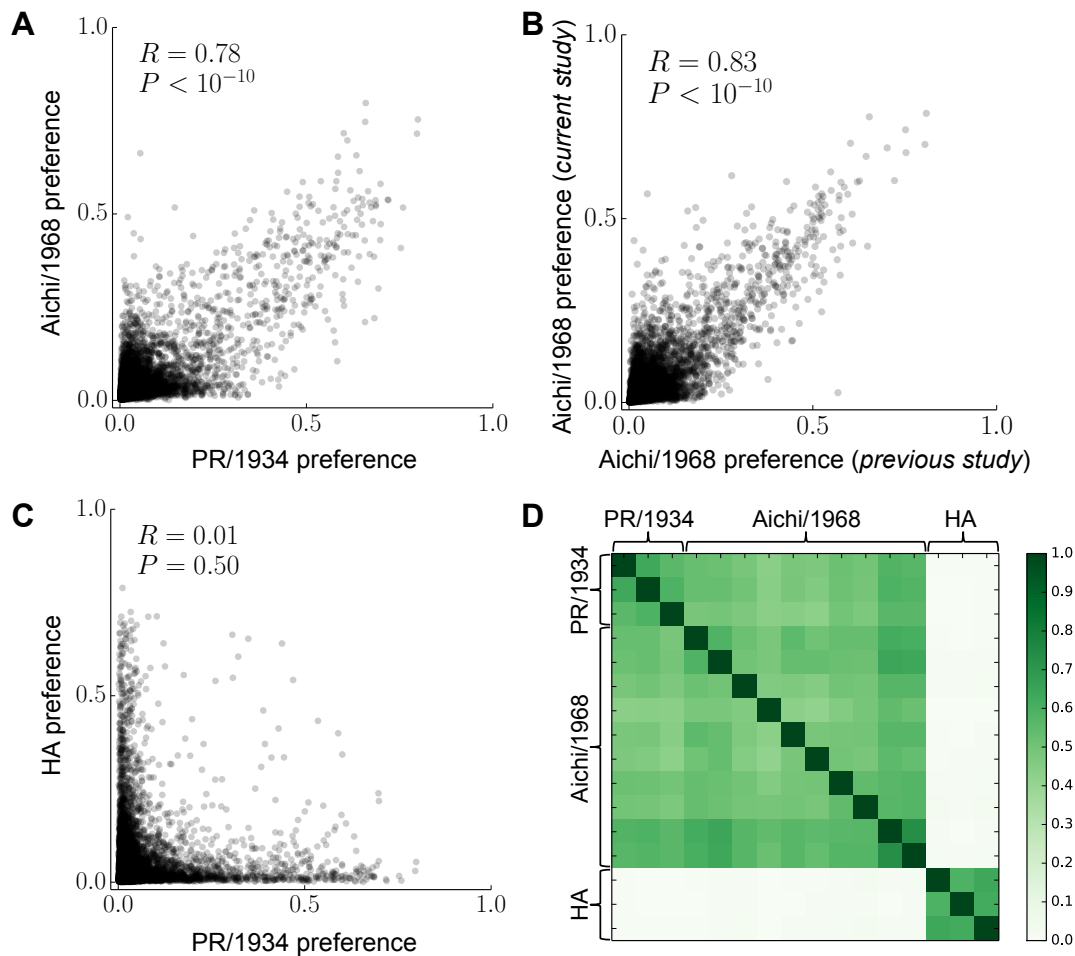 A
1.0
R = 0.78
P < 10⁻¹⁰
0.5
0.0
Aichi/1968 preference
0.0 0.5 1.0
PR/1934 preference
B
1.0
R = 0.83
P < 10⁻¹⁰
0.5
0.0
Aichi/1968 preference (current study)
0.0 0.5 1.0
Aichi/1968 preference (previous study)
C
1.0
R = 0.01
P = 0.50
0.5
0.0
HA preference
0.0 0.5 1.0
PR/1934 preference
D
PR/1934 Aichi/1968 HA
PR/1934
Aichi/1968
HA
1.0
0.9
0.8
0.7
0.6
0.5
0.4
0.3
0.2
0.1
0.0